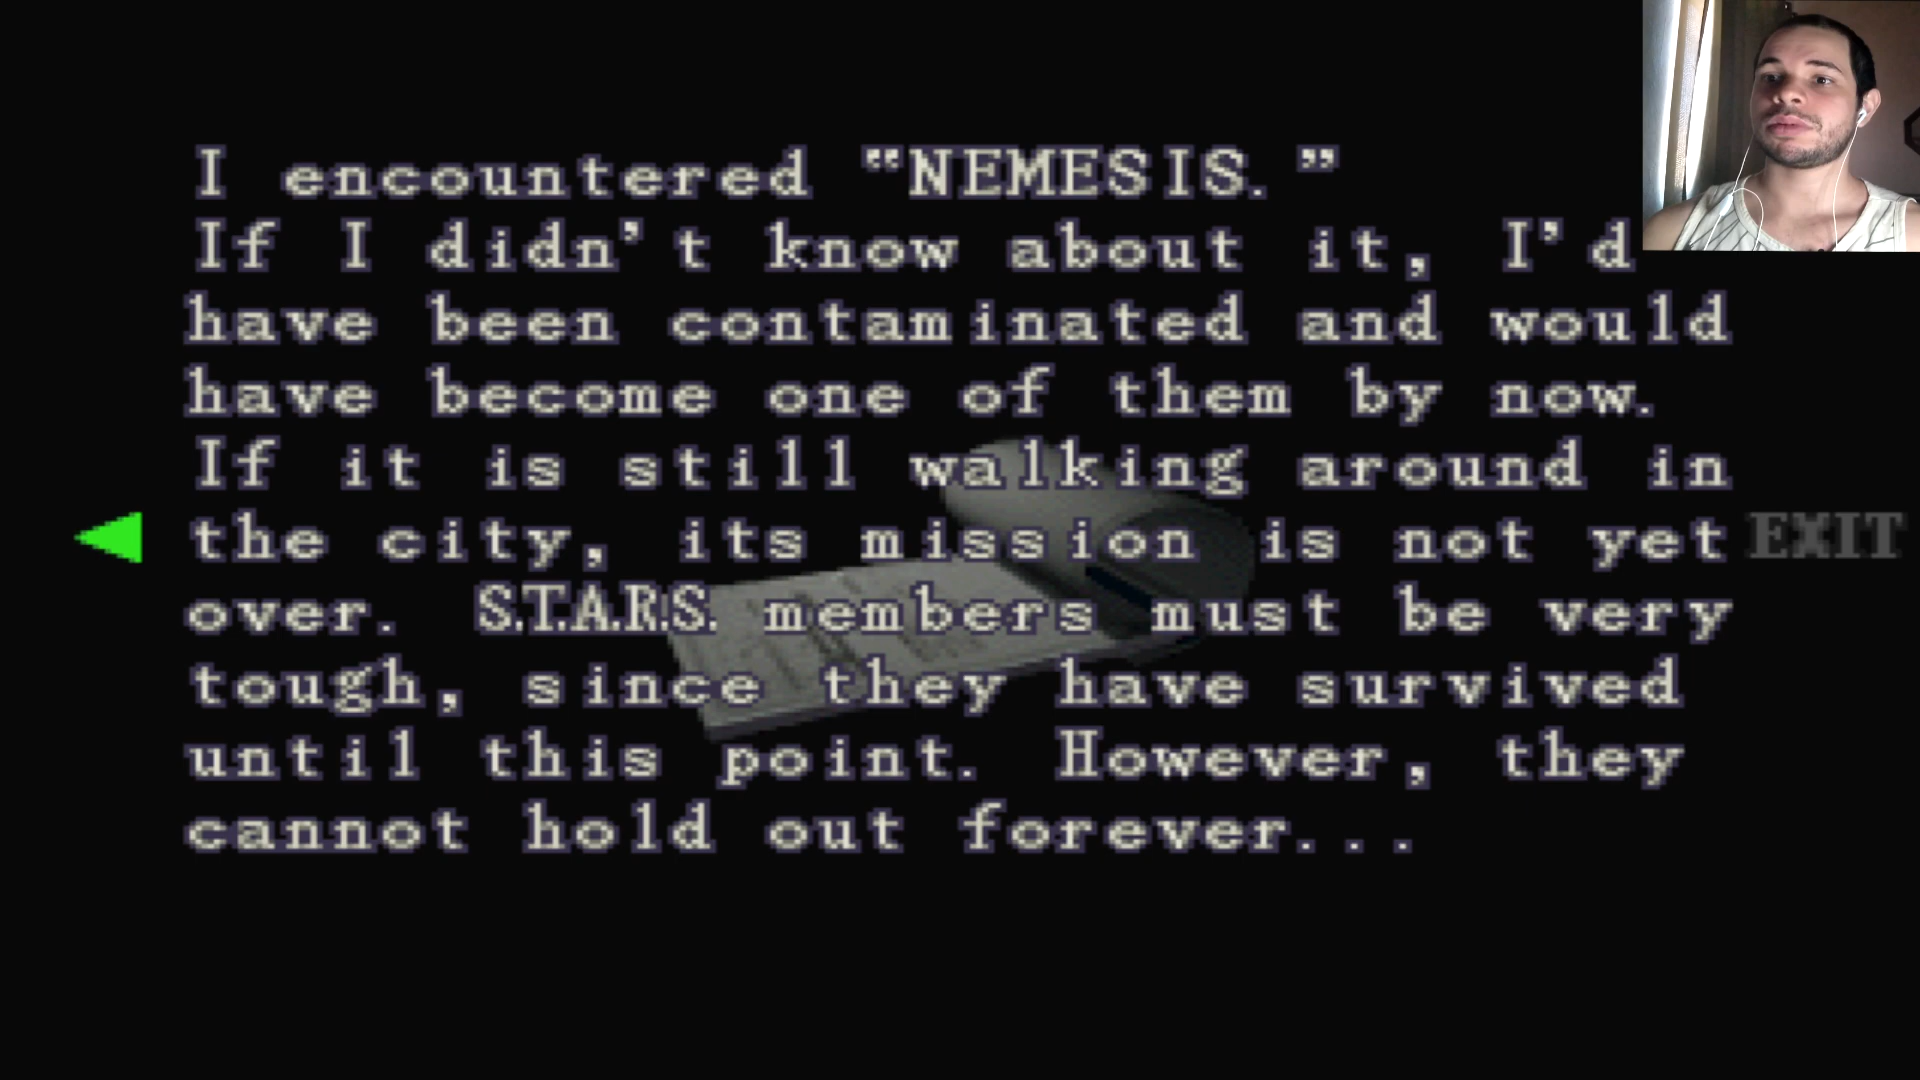 I encountered "NEMESIS."
If I didn't know about it, I'd
have been contaminated and would
have become one of them by now.
If it is still walking around in
the city, its mission is not yet
over. S.T.A.R.S. members must be very
tough, since they have survived
until this point. However, they
cannot hold out forever...
EXIT